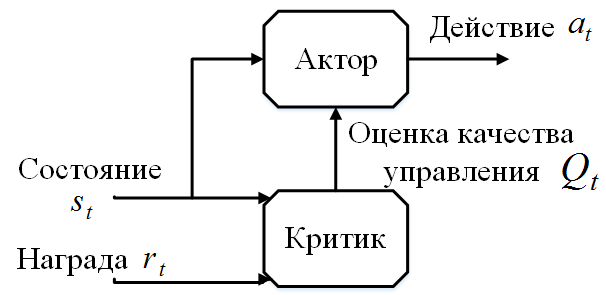 Действие a_t
Актор
Оценка качества
управления Q_t
Состояние
s_t
Критик
Награда r_t